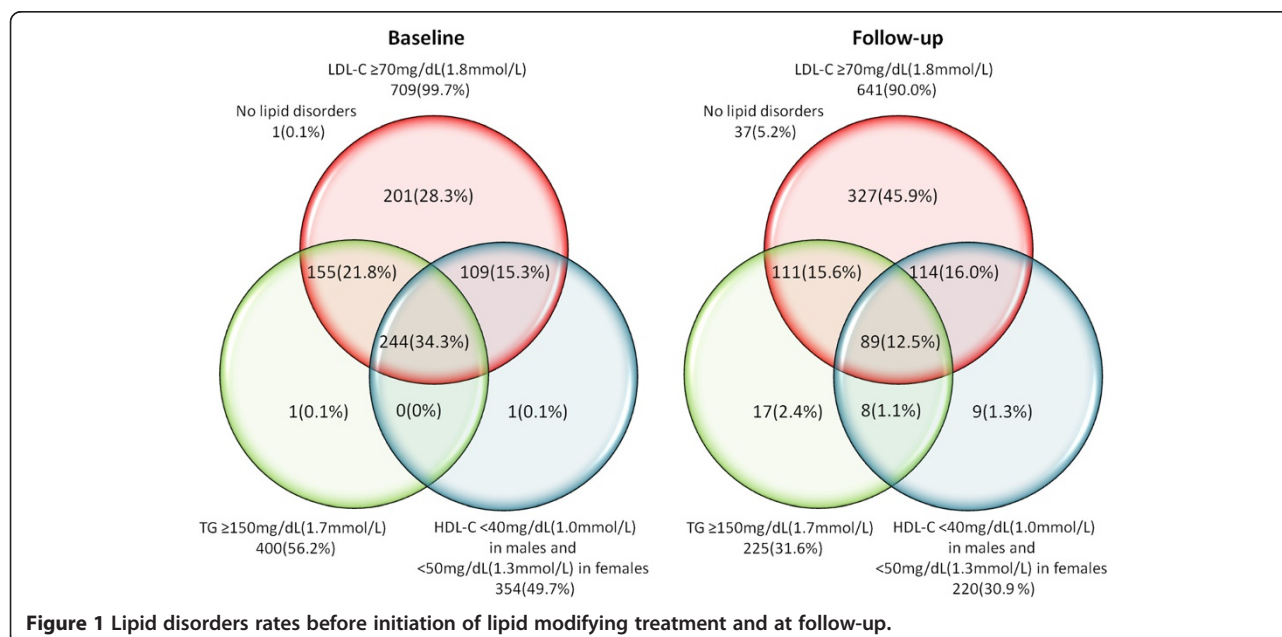 Baseline
LDL-C ≥70mg/dL(1.8mmol/L)
709(99.7%)
No lipid disorders
1(0.1%)
201(28.3%)
155(21.8%)
109(15.3%)
244(34.3%)
1(0.1%)
0(0%)
1(0.1%)
TG ≥150mg/dL(1.7mmol/L)
400(56.2%)
HDL-C <40mg/dL(1.0mmol/L)
in males and
<50mg/dL(1.3mmol/L) in females
354(49.7%)
Follow-up
LDL-C ≥70mg/dL(1.8mmol/L)
641(90.0%)
No lipid disorders
37(5.2%)
327(45.9%)
111(15.6%)
114(16.0%)
89(12.5%)
17(2.4%)
8(1.1%)
9(1.3%)
TG ≥150mg/dL(1.7mmol/L)
225(31.6%)
HDL-C <40mg/dL(1.0mmol/L)
in males and
<50mg/dL(1.3mmol/L) in females
220(30.9 %)
Figure 1 Lipid disorders rates before initiation of lipid modifying treatment and at follow-up.